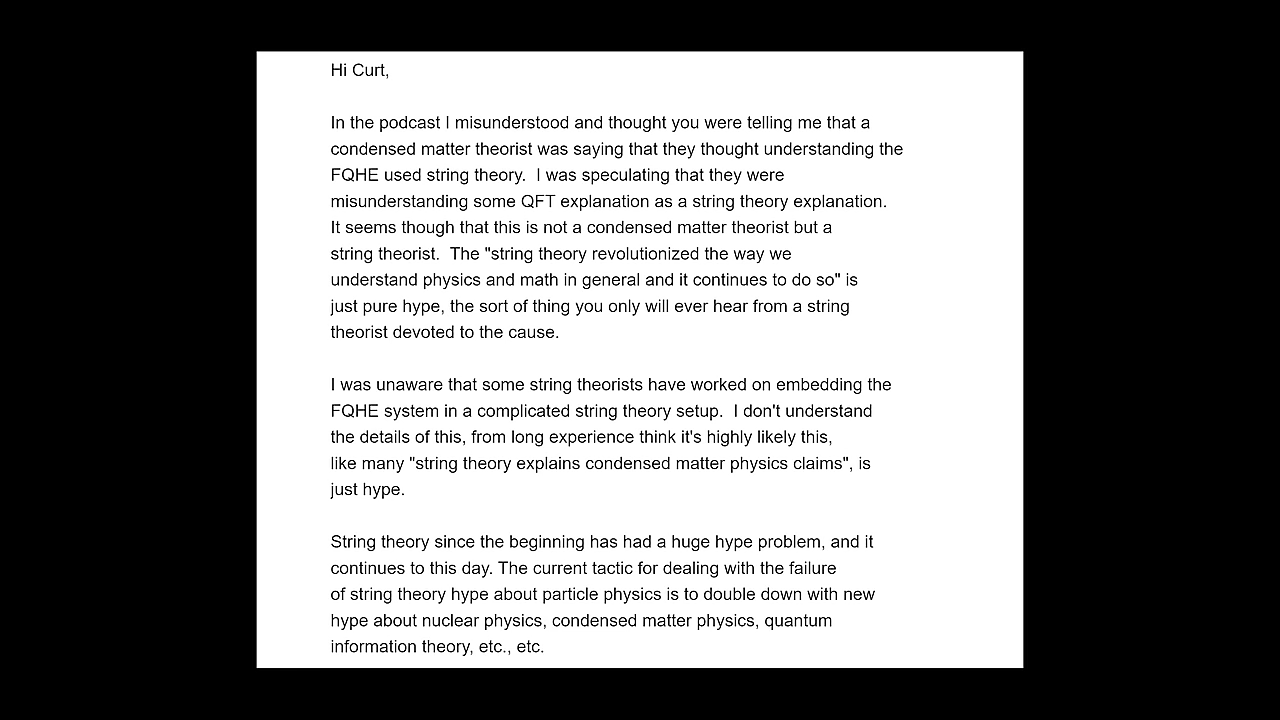 Hi Curt,
In the podcast I misunderstood and thought you were telling me that a
condensed matter theorist was saying that they thought understanding the
FQHE used string theory.  I was speculating that they were
misunderstanding some QFT explanation as a string theory explanation.
It seems though that this is not a condensed matter theorist but a
string theorist.  The "string theory revolutionized the way we
understand physics and math in general and it continues to do so" is
just pure hype, the sort of thing you only will ever hear from a string
theorist devoted to the cause.
I was unaware that some string theorists have worked on embedding the
FQHE system in a complicated string theory setup.  I don't understand
the details of this, from long experience think it's highly likely this,
like many "string theory explains condensed matter physics claims", is
just hype.
String theory since the beginning has had a huge hype problem, and it
continues to this day. The current tactic for dealing with the failure
of string theory hype about particle physics is to double down with new
hype about nuclear physics, condensed matter physics, quantum
information theory, etc., etc.